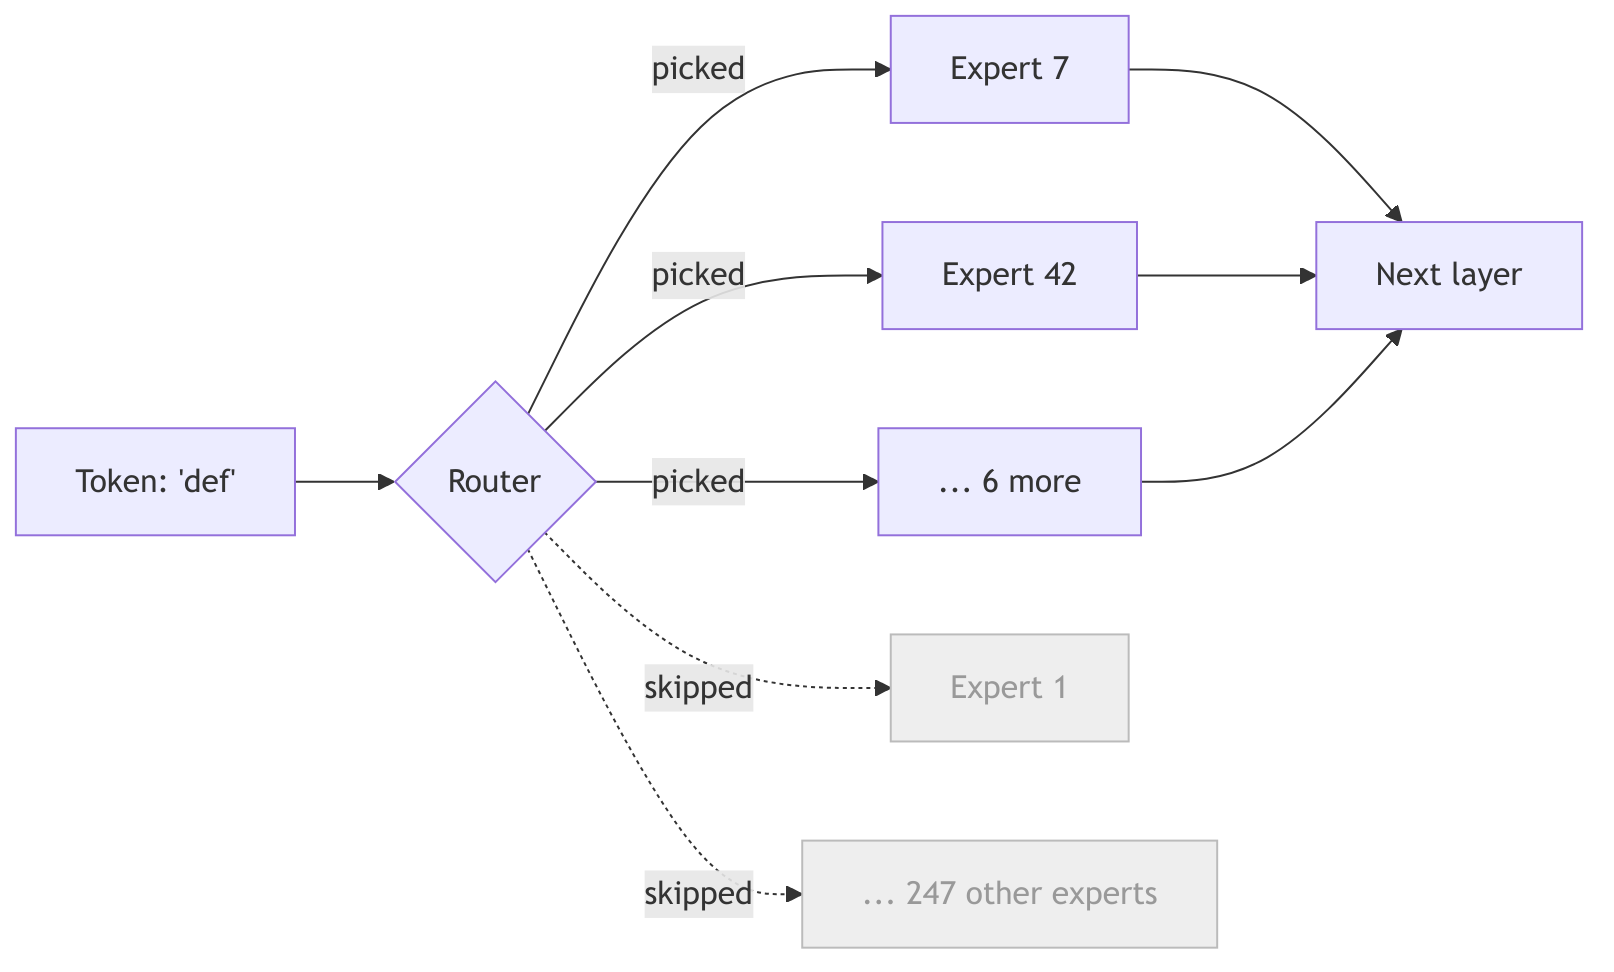 picked
Expert 7
picked
Expert 42
Next layer
Token: 'def'
Router
picked
... 6 more
skipped
Expert 1
skipped
... 247 other experts